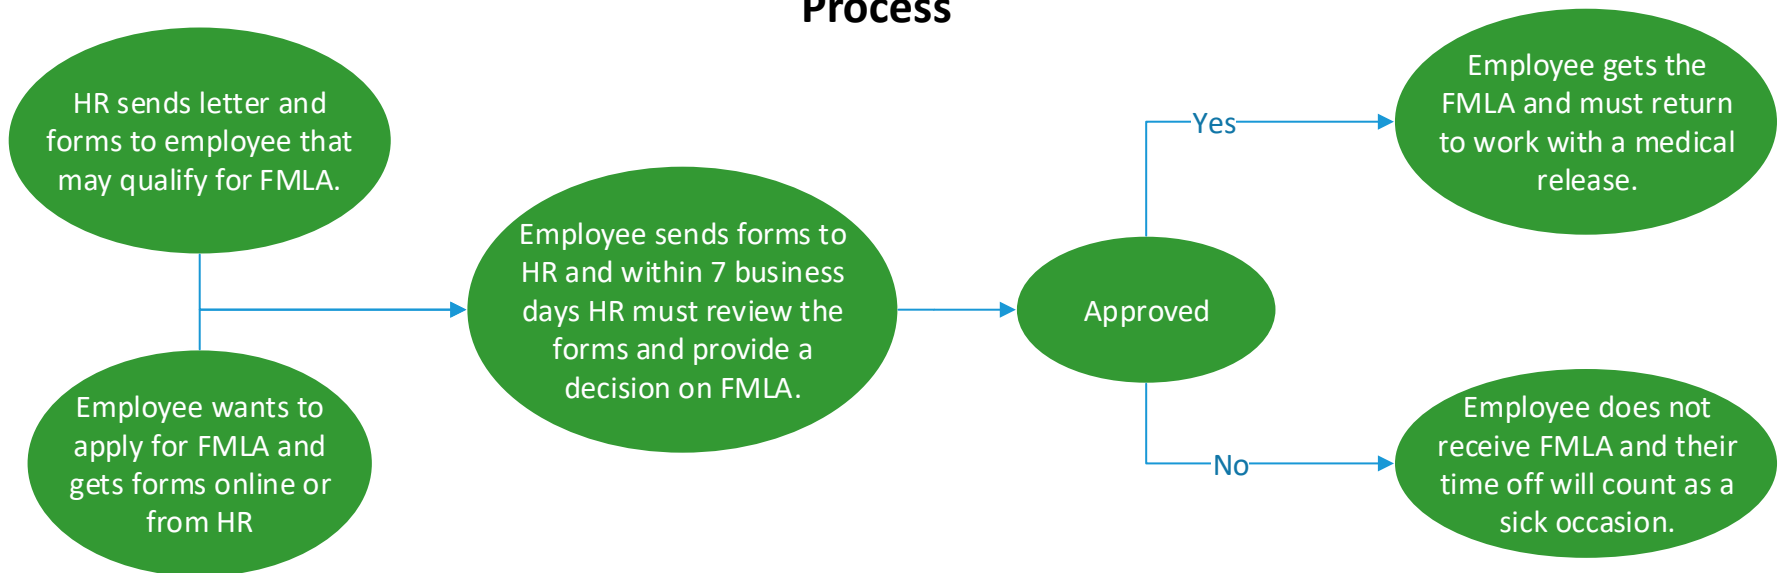 Process
HR sends letter and
forms to employee that
may qualify for FMLA.
Employee wants to
apply for FMLA and
gets forms online or
from HR
Employee sends forms to
HR and within 7 business
days HR must review the
forms and provide a
decision on FMLA.
Approved
Yes
Employee gets the
FMLA and must return
to work with a medical
release.
No
Employee does not
receive FMLA and their
time off will count as a
sick occasion.